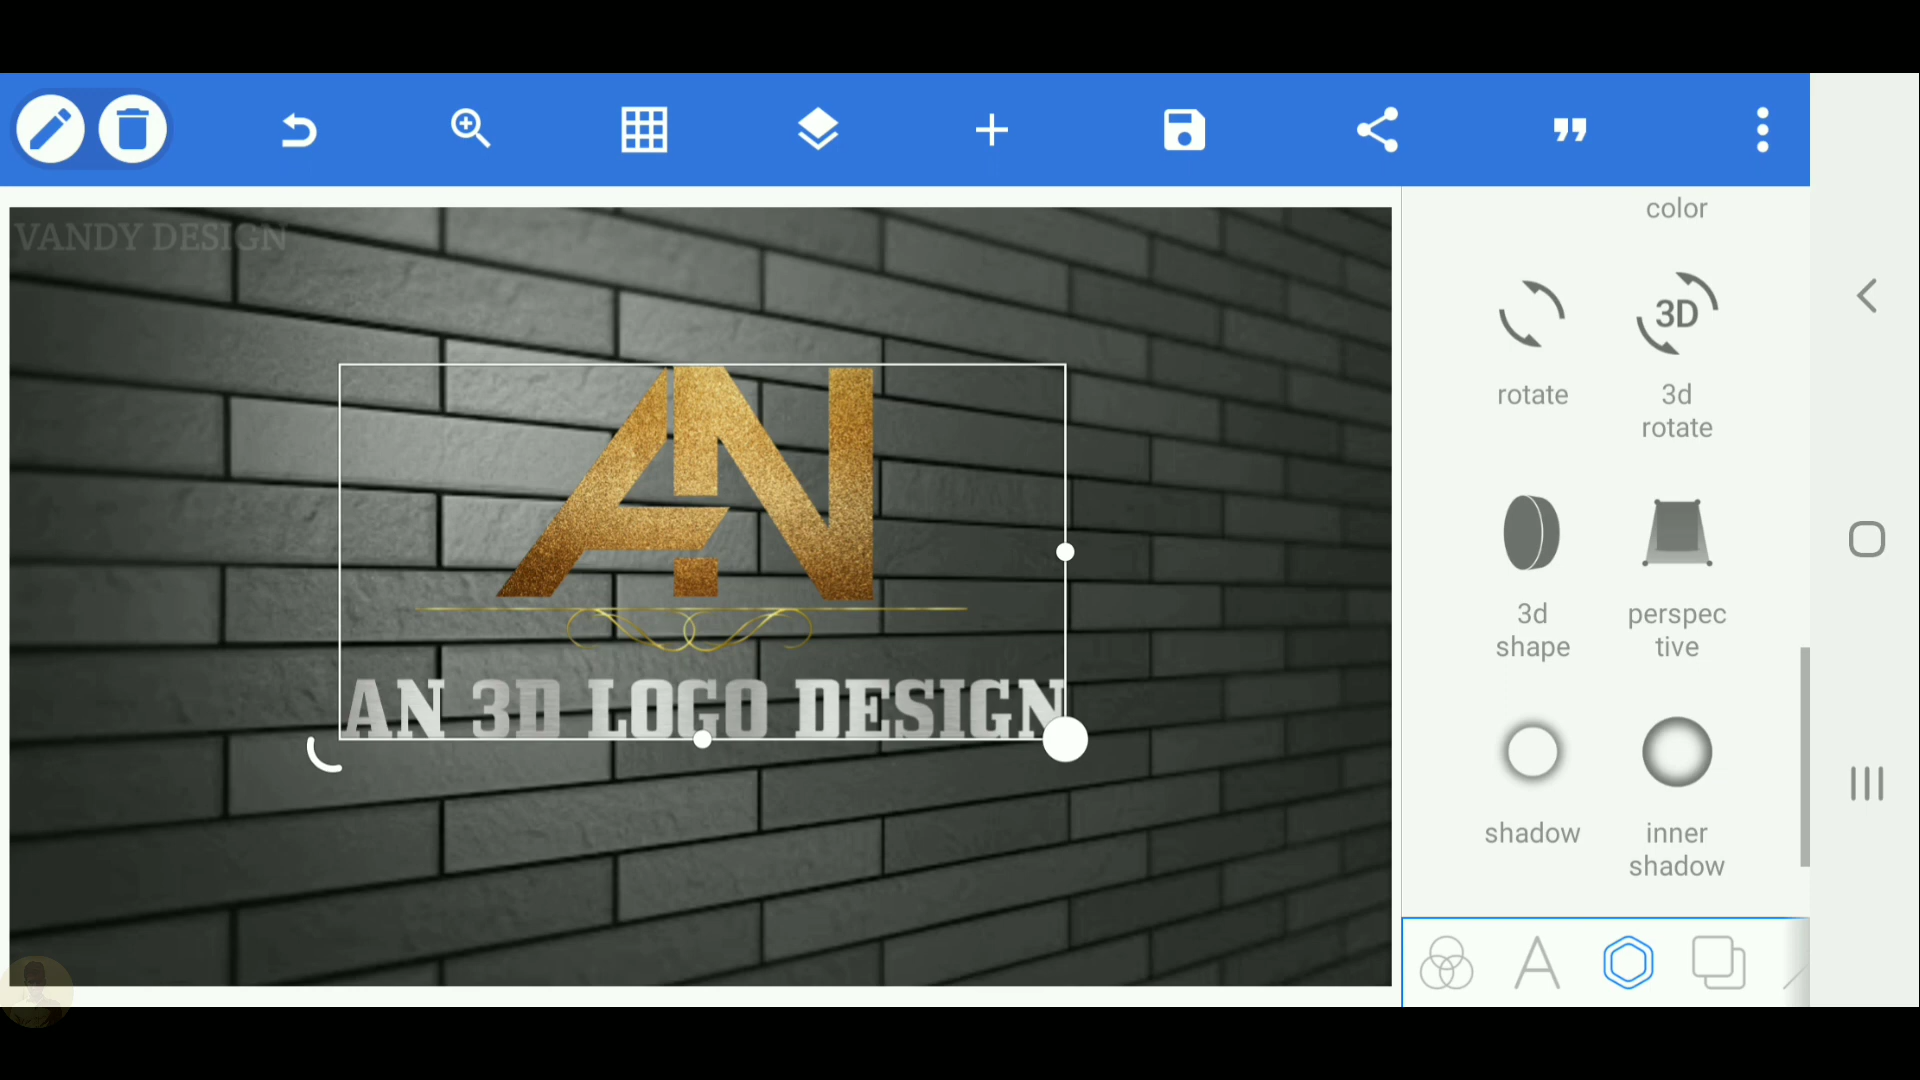 VANDY DESIGN
AN
AN 3D LOGO DESIGN
color
rotate
3D
3d
rotate
3d
shape
perspec
tive
shadow
inner
shadow
A